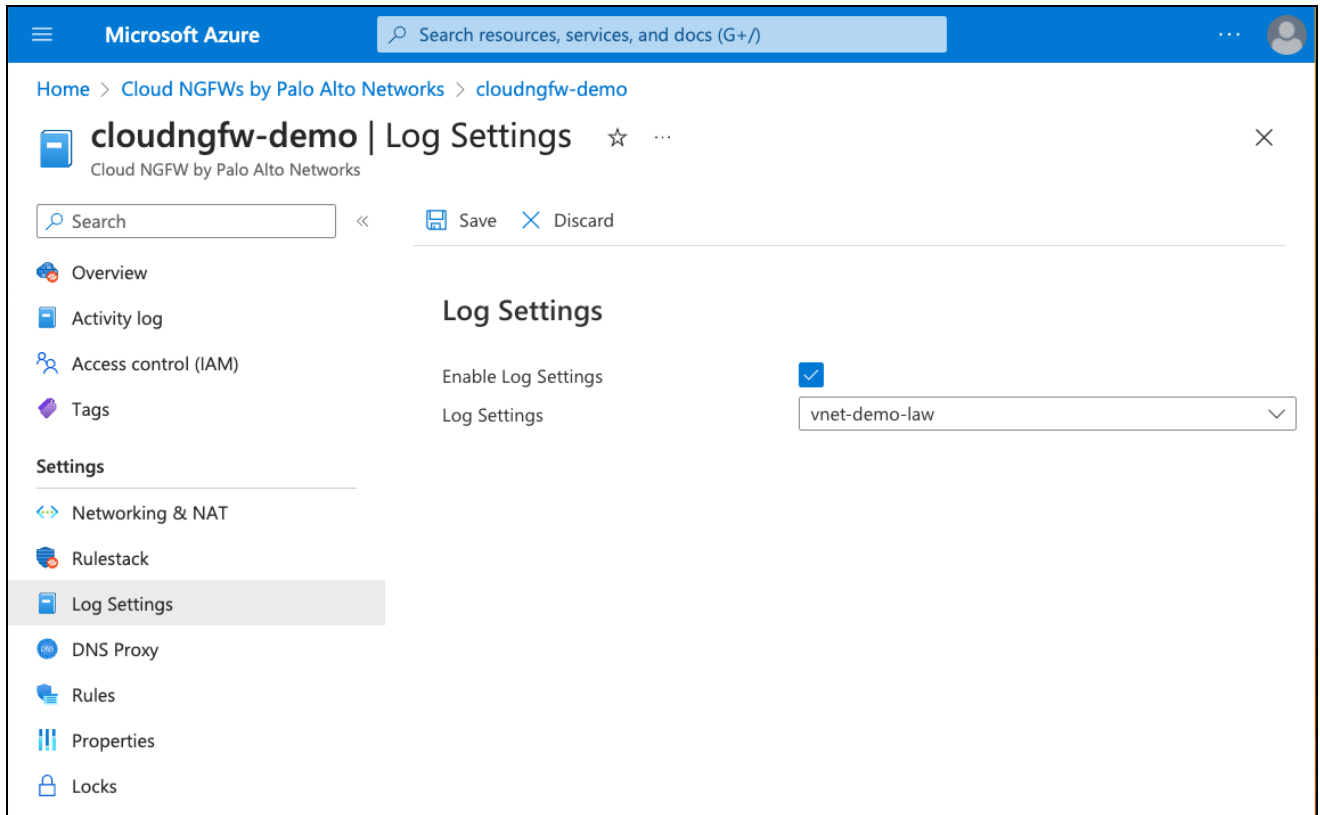 Microsoft Azure
Search resources, services, and docs (G+/)
...
Home > Cloud NGFWs by Palo Alto Networks > cloudngfw-demo
cloudngfw-demo | Log Settings ...
Cloud NGFW by Palo Alto Networks
Search «
Save Discard
Overview
Activity log
Access control (IAM)
Tags
Settings
Networking & NAT
Rulestack
Log Settings
DNS DNS Proxy
Rules
Properties
Locks
Log Settings
Enable Log Settings
Log Settings vnet-demo-law